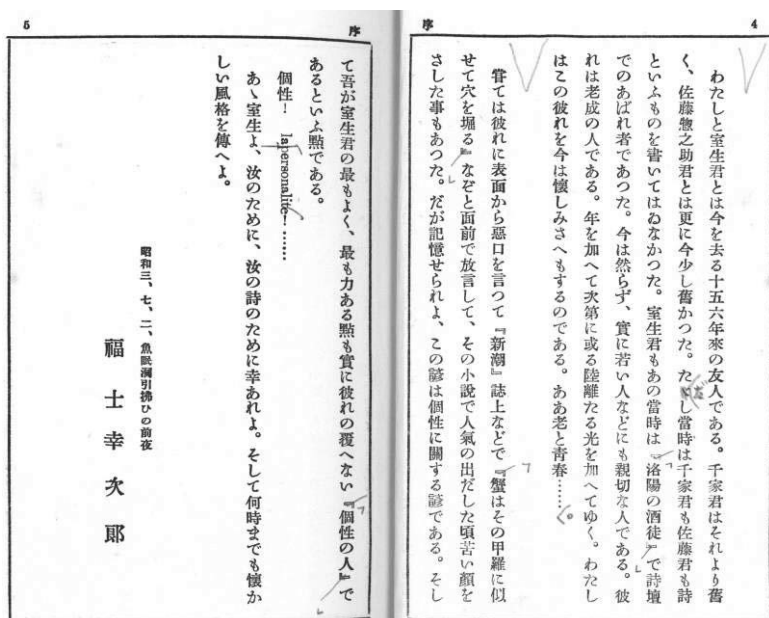 4
序
わたしと室生君とは今を去る十五六年來の友人である。千家君はそれより舊
く、佐藤惣之助君とは更に今少し舊かつた。たゞし當時は千家君も佐藤君も詩
といふものを書いてはゐなかつた。室生君もあの當時は『洛陽の酒徒』で詩壇
でのあばれ者であつた。今は然らず、實に若い人などにも親切な人である。彼
れは老成の人である。年を加へて次第に或る陸離たる光を加へてゆく。わたし
はこの彼れを今は懷しみさへもするのである。ああ老と青春……
嘗ては彼れに表面から惡口を言つて『新潮』誌上などで『蟹はその甲羅に似
せて穴を堀る』なぞと面前で放言して、その小說で人氣の出だした頃苦い顏を
さした事もあつた。だが記憶せられよ、この諺は個性に關する諺である。そし
序
5
て吾が室生君の最もよく、最も力ある點も實に彼れの覆へない『個性の人』で
あるといふ點である。
個性！ lapersonalite！……
あゝ室生よ、汝のために、汝の詩のために幸あれよ。そして何時までも懷か
しい風格を傳へよ。
昭和三、七、二、魚眠洞引拂ひの前夜
福士幸次郎